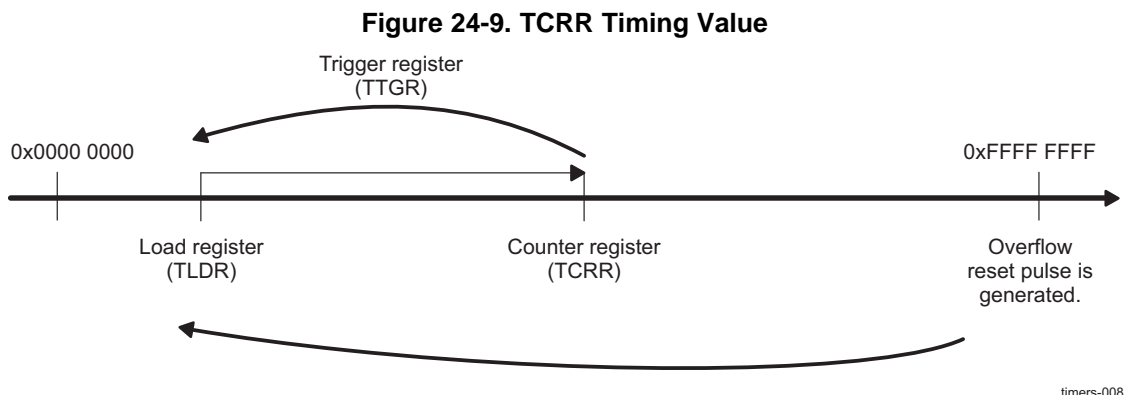 Figure 24-9. TCRR Timing Value
Trigger register
(TTGR)
0x0000 0000
0xFFFF FFFF
Load register
(TLDR)
Counter register
(TCRR)
Overflow
reset pulse is
generated.
timers-008